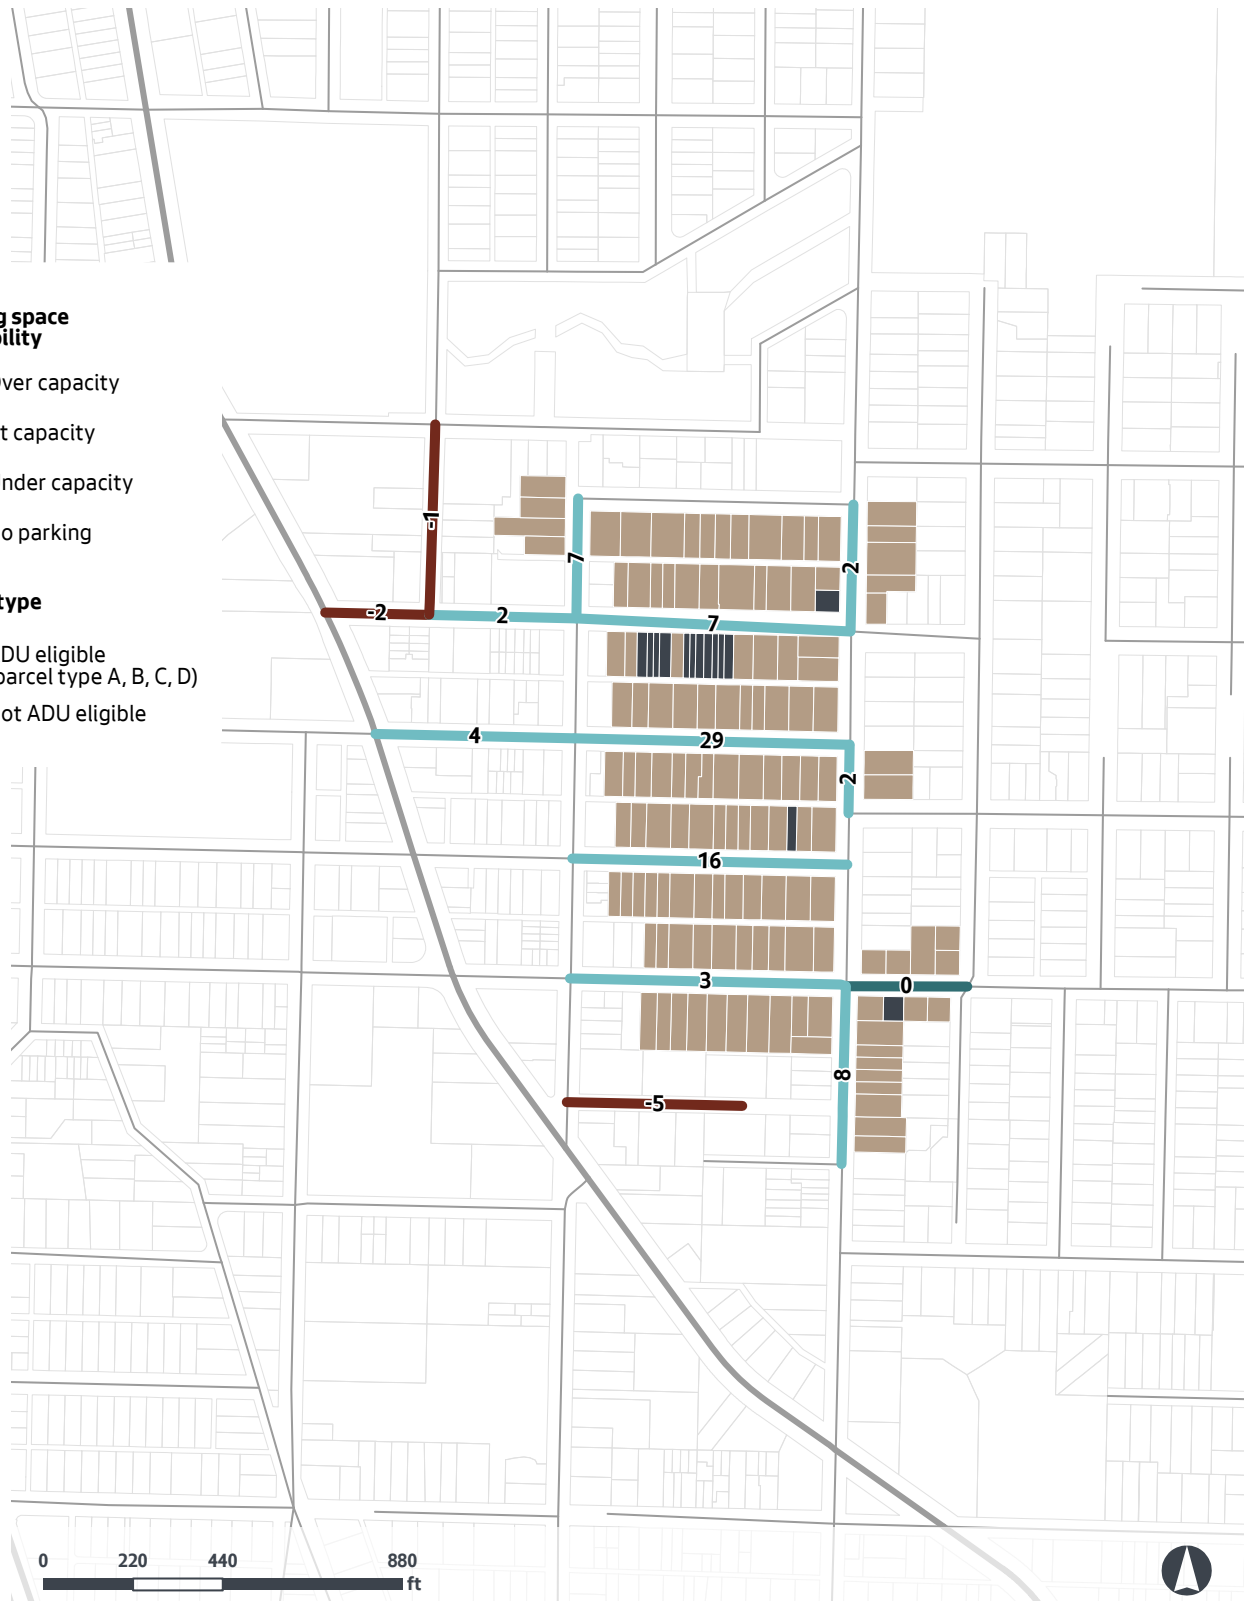 g space
bility
ver capacity
t capacity
nder capacity
o parking
type
DU eligible
parcel type A, B, C, D)
ot ADU eligible
-1
7
2
-2
2
7
4
29
2
16
3
0
8
-5
0 220 440 880
ft